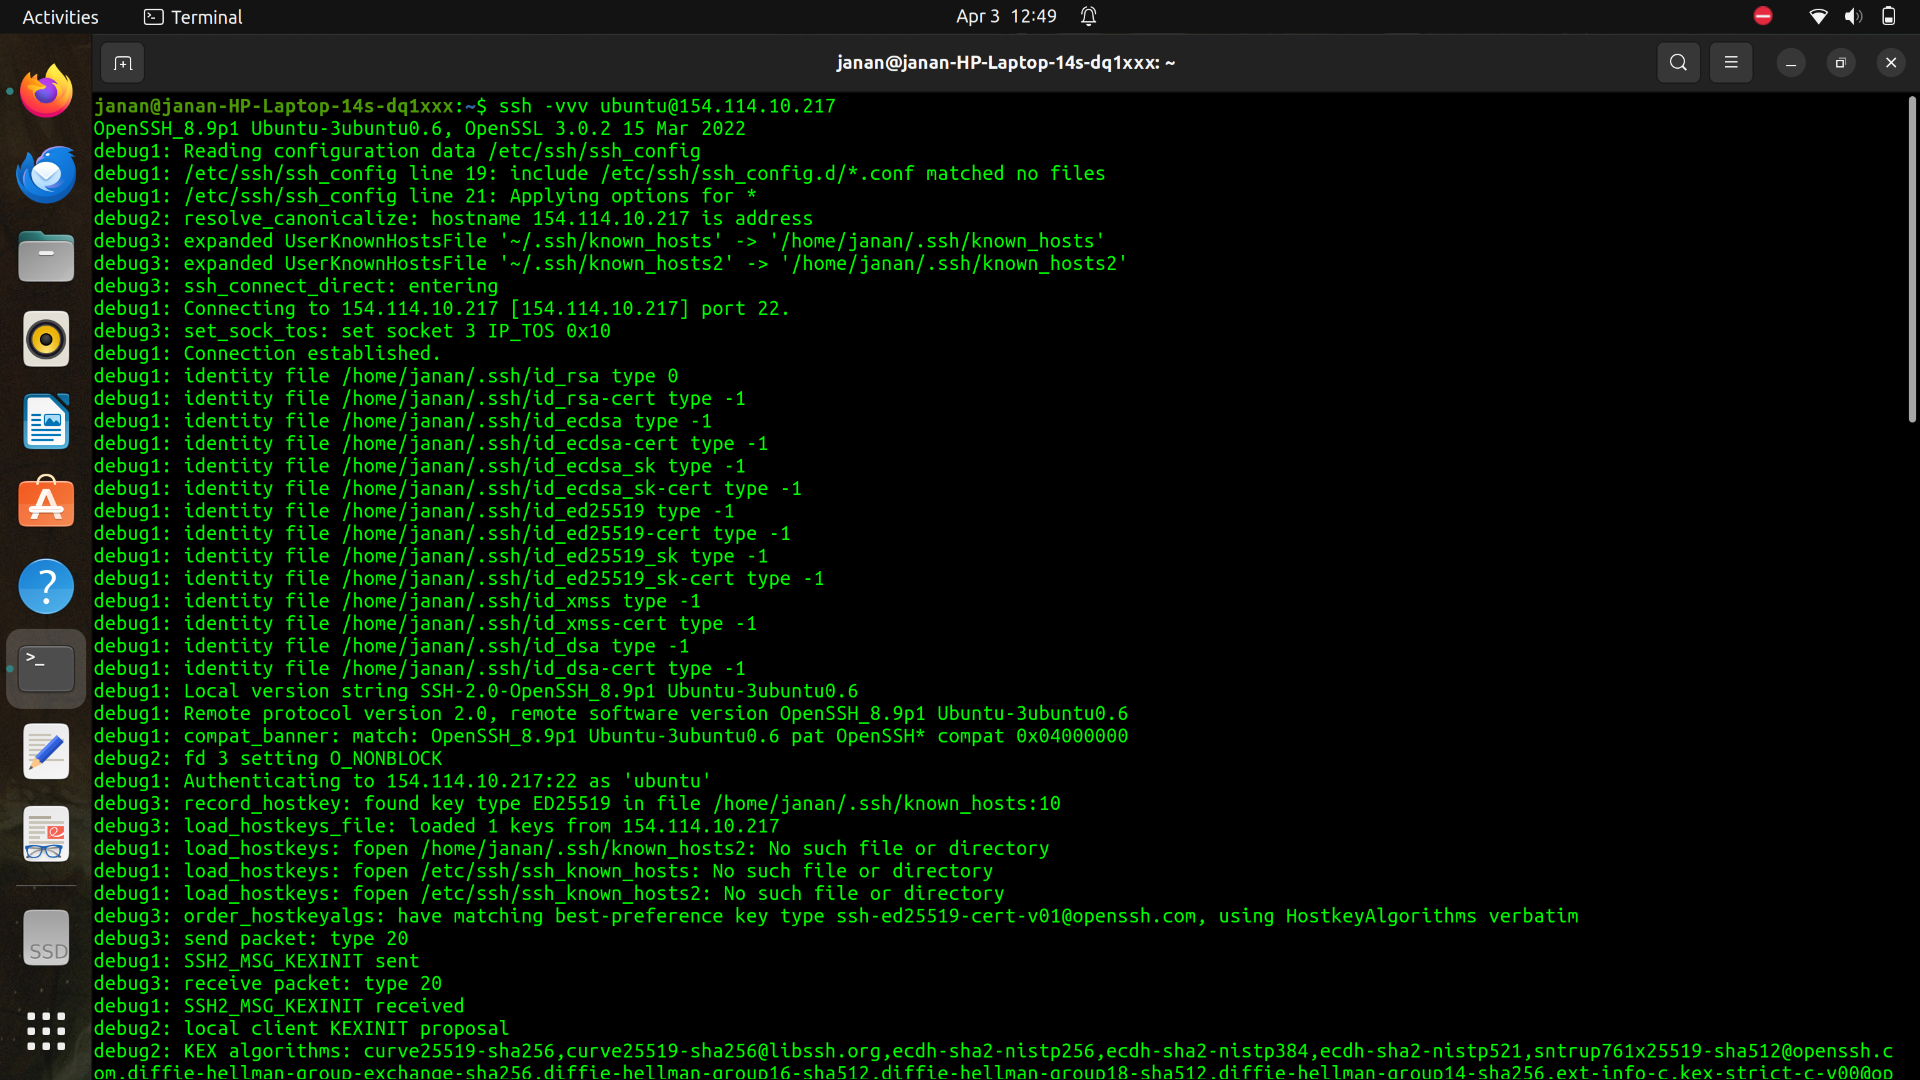 Activities
Terminal
Apr 3 12:49
janan@janan-HP-Laptop-14s-dq1xxx: ~
janan@janan-HP-Laptop-14s-dq1xxx:~$ ssh -vvv ubuntu@154.114.10.217
OpenSSH_8.9p1 Ubuntu-3ubuntu0.6, OpenSSL 3.0.2 15 Mar 2022
debug1: Reading configuration data /etc/ssh/ssh_config
debug1: /etc/ssh/ssh_config line 19: include /etc/ssh/ssh_config.d/*.conf matched no files
debug1: /etc/ssh/ssh_config line 21: Applying options for *
debug2: resolve_canonicalize: hostname 154.114.10.217 is address
debug3: expanded UserKnownHostsFile '~/.ssh/known_hosts' -> '/home/janan/.ssh/known_hosts'
debug3: expanded UserKnownHostsFile '~/.ssh/known_hosts2' -> '/home/janan/.ssh/known_hosts2'
debug3: ssh_connect_direct: entering
debug1: Connecting to 154.114.10.217 [154.114.10.217] port 22.
debug3: set_sock_tos: set socket 3 IP_TOS 0x10
debug1: Connection established.
debug1: identity file /home/janan/.ssh/id_rsa type 0
debug1: identity file /home/janan/.ssh/id_rsa-cert type -1
debug1: identity file /home/janan/.ssh/id_ecdsa type -1
debug1: identity file /home/janan/.ssh/id_ecdsa-cert type -1
debug1: identity file /home/janan/.ssh/id_ecdsa_sk type -1
debug1: identity file /home/janan/.ssh/id_ecdsa_sk-cert type -1
debug1: identity file /home/janan/.ssh/id_ed25519 type -1
debug1: identity file /home/janan/.ssh/id_ed25519-cert type -1
debug1: identity file /home/janan/.ssh/id_ed25519_sk type -1
debug1: identity file /home/janan/.ssh/id_ed25519_sk-cert type -1
debug1: identity file /home/janan/.ssh/id_xmss type -1
debug1: identity file /home/janan/.ssh/id_xmss-cert type -1
debug1: identity file /home/janan/.ssh/id_dsa type -1
debug1: identity file /home/janan/.ssh/id_dsa-cert type -1
debug1: Local version string SSH-2.0-OpenSSH_8.9p1 Ubuntu-3ubuntu0.6
debug1: Remote protocol version 2.0, remote software version OpenSSH_8.9p1 Ubuntu-3ubuntu0.6
debug1: compat_banner: match: OpenSSH_8.9p1 Ubuntu-3ubuntu0.6 pat OpenSSH* compat 0x04000000
debug2: fd 3 setting O_NONBLOCK
debug1: Authenticating to 154.114.10.217:22 as 'ubuntu'
debug3: record_hostkey: found key type ED25519 in file /home/janan/.ssh/known_hosts:10
debug3: load_hostkeys_file: loaded 1 keys from 154.114.10.217
debug1: load_hostkeys: fopen /home/janan/.ssh/known_hosts2: No such file or directory
debug1: load_hostkeys: fopen /etc/ssh/ssh_known_hosts: No such file or directory
debug1: load_hostkeys: fopen /etc/ssh/ssh_known_hosts2: No such file or directory
debug3: order_hostkeyalgs: have matching best-preference key type ssh-ed25519-cert-v01@openssh.com, using HostkeyAlgorithms verbatim
debug3: send packet: type 20
debug1: SSH2_MSG_KEXINIT sent
debug3: receive packet: type 20
debug1: SSH2_MSG_KEXINIT received
debug2: local client KEXINIT proposal
debug2: KEX algorithms: curve25519-sha256,curve25519-sha256@libssh.org,ecdh-sha2-nistp256,ecdh-sha2-nistp384,ecdh-sha2-nistp521,sntrup761x25519-sha512@openssh.c
om,diffie-hellman-group-exchange-sha256,diffie-hellman-group16-sha512,diffie-hellman-group18-sha512,diffie-hellman-group14-sha256,ext-info-c,kex-strict-c-v00@op
SSD